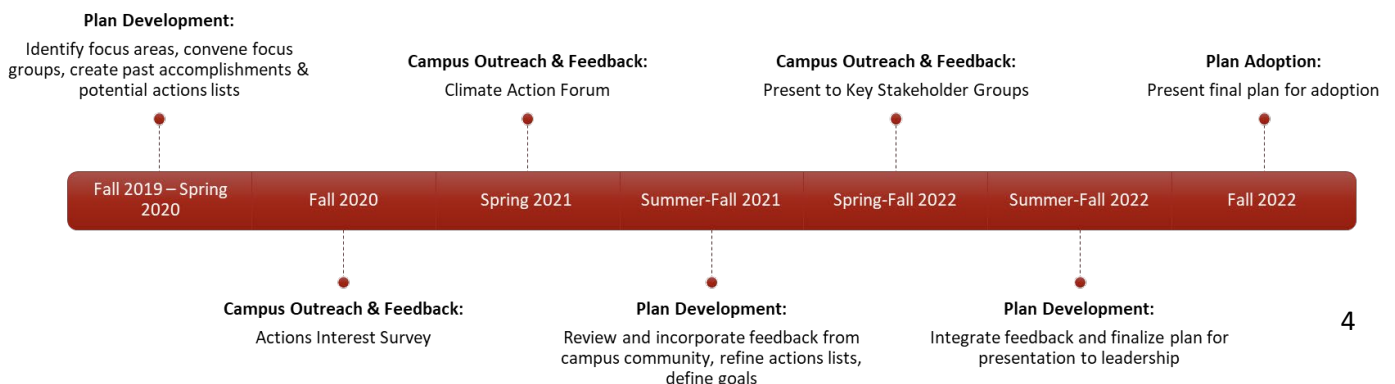 Plan Development:
Identify focus areas, convene focus
groups, create past accomplishments &
potential actions lists
Campus Outreach & Feedback:
Climate Action Forum
Campus Outreach & Feedback:
Present to Key Stakeholder Groups
Plan Adoption:
Present final plan for adoption
Fall 2019 – Spring
2020
Fall 2020
Spring 2021
Summer-Fall 2021
Spring-Fall 2022
Summer-Fall 2022
Fall 2022
Campus Outreach & Feedback:
Actions Interest Survey
Plan Development:
Review and incorporate feedback from
campus community, refine actions lists,
define goals
Plan Development:
Integrate feedback and finalize plan for
presentation to leadership
4